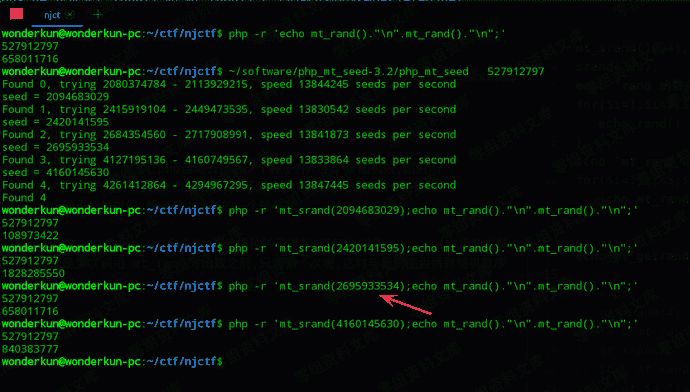 njct
wonderkun@wonderkun-pc:~/ctf/njctf$ php -r 'echo mt_rand()."\n".mt_rand()."\n";'
527912797
658011716
wonderkun@wonderkun-pc:~/ctf/njctf$ ~/software/php_mt_seed-3.2/php_mt_seed   527912797
Found 0, trying 2080374784 - 2113929215, speed 13844245 seeds per second
seed = 2094683029
Found 1, trying 2415919104 - 2449473535, speed 13830542 seeds per second
seed = 2420141595
Found 2, trying 2684354560 - 2717908991, speed 13841873 seeds per second
seed = 2695933534
Found 3, trying 4127195136 - 4160749567, speed 13833864 seeds per second
seed = 4160145630
Found 4, trying 4261412864 - 4294967295, speed 13847445 seeds per second
Found 4
wonderkun@wonderkun-pc:~/ctf/njctf$ php -r 'mt_srand(2094683029);echo mt_rand()."\n".mt_rand()."\n";'
527912797
108973422
wonderkun@wonderkun-pc:~/ctf/njctf$ php -r 'mt_srand(2420141595);echo mt_rand()."\n".mt_rand()."\n";'
527912797
1828285550
wonderkun@wonderkun-pc:~/ctf/njctf$ php -r 'mt_srand(2695933534);echo mt_rand()."\n".mt_rand()."\n";'
527912797
658011716
wonderkun@wonderkun-pc:~/ctf/njctf$ php -r 'mt_srand(4160145630);echo mt_rand()."\n".mt_rand()."\n";'
527912797
840383777
wonderkun@wonderkun-pc:~/ctf/njctf$